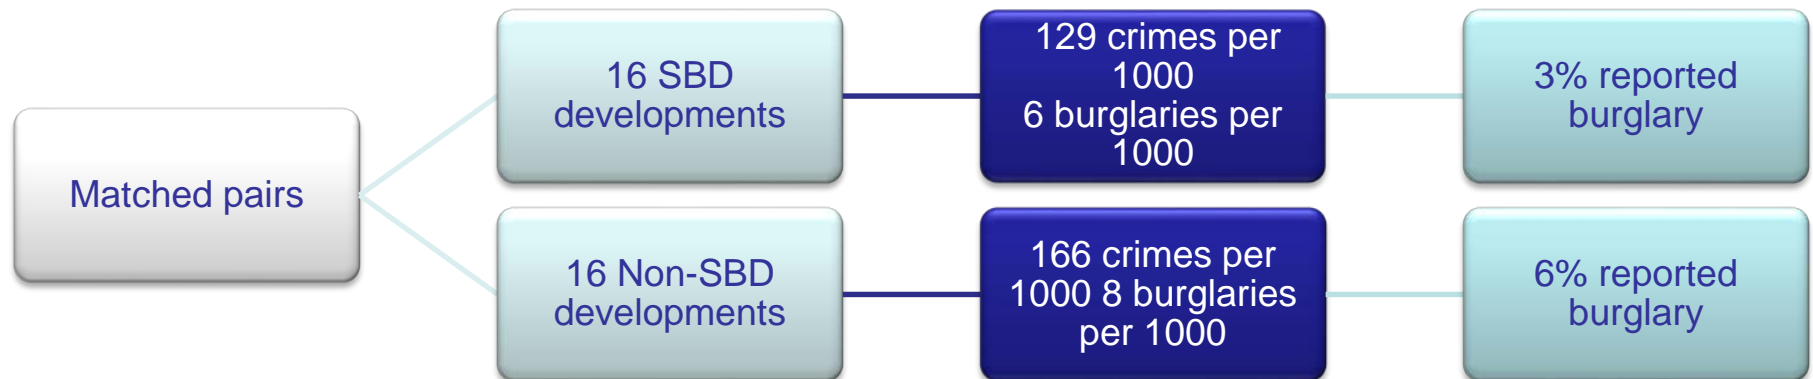 Matched pairs
16 SBD
developments
129 crimes per
1000
6 burglaries per
1000
3% reported
burglary
16 Non-SBD
developments
166 crimes per
1000 8 burglaries
per 1000
6% reported
burglary